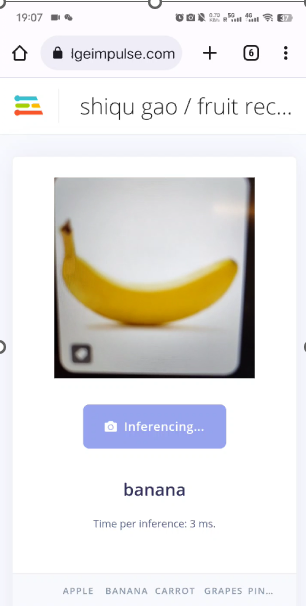 19:07
lgeimpulse.com
6
shiqu gao / fruit rec...
Inferencing...
banana
Time per inference: 3 ms.
APPLE BANANA CARROT GRAPES PIN...